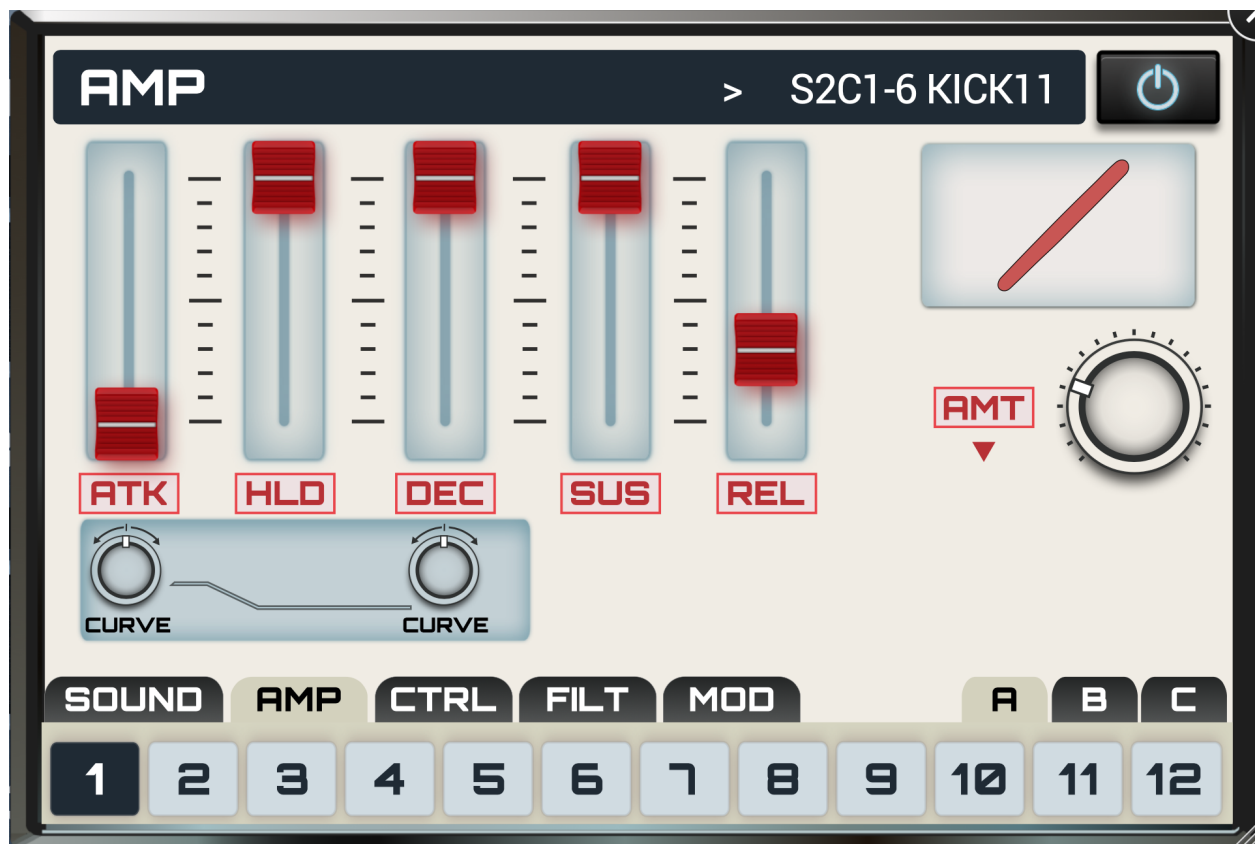 AMP > S2C1-6 KICK11
AMT
ATK HLD DEC SUS REL
CURVE CURVE
SOUND AMP CTRL FILT MOD A B C
1 2 3 4 5 6 7 8 9 10 11 12